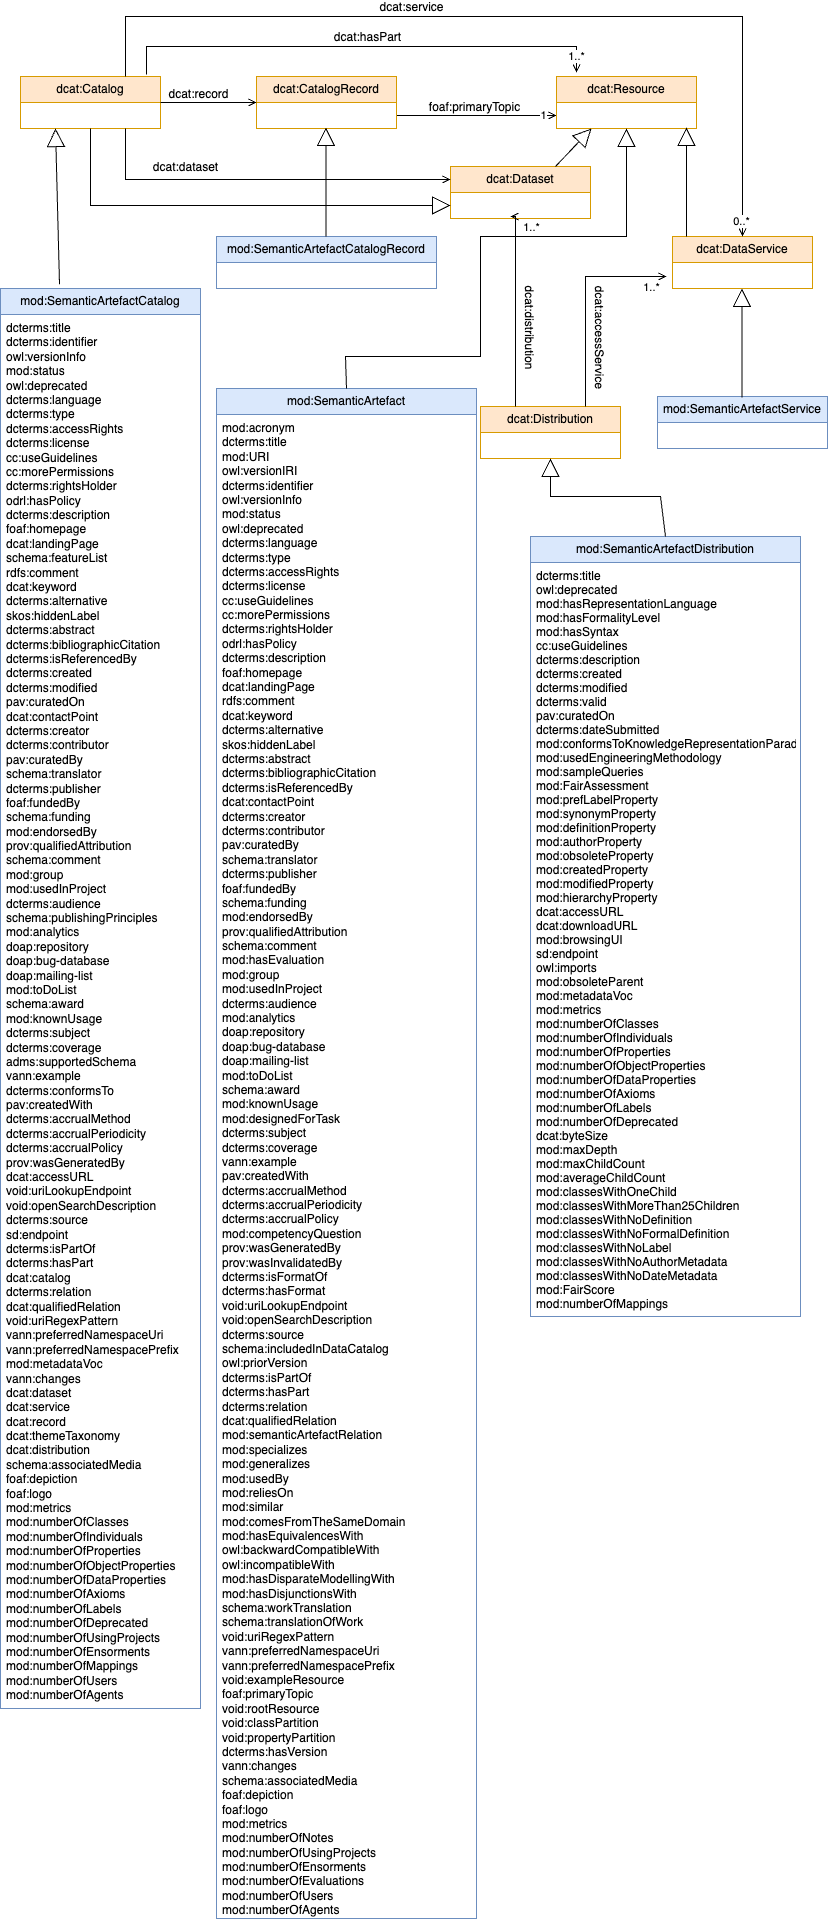 dcat:service
dcat:hasPart
1..*
dcat:Catalog
dcat:record
dcat:CatalogRecord
foaf:primaryTopic
1
dcat:Resource
dcat:dataset
dcat:Dataset
1..*
0..*
mod:SemanticArtefactCatalogRecord
dcat:DataService
dcat:distribution
dcat:accessService
1..*
mod:SemanticArtefactCatalog
dcterms:title
dcterms:identifier
owl:versionInfo
mod:status
owl:deprecated
dcterms:language
dcterms:type
dcterms:accessRights
dcterms:license
cc:useGuidelines
cc:morePermissions
dcterms:rightsHolder
odrl:hasPolicy
dcterms:description
foaf:homepage
dcat:landingPage
schema:featureList
rdfs:comment
dcat:keyword
dcterms:alternative
skos:hiddenLabel
dcterms:abstract
dcterms:bibliographicCitation
dcterms:isReferencedBy
dcterms:created
dcterms:modified
pav:curatedOn
dcat:contactPoint
dcterms:creator
dcterms:contributor
pav:curatedBy
schema:translator
dcterms:publisher
foaf:fundedBy
schema:funding
mod:endorsedBy
prov:qualifiedAttribution
schema:comment
mod:group
mod:usedInProject
dcterms:audience
schema:publishingPrinciples
mod:analytics
doap:repository
doap:bug-database
doap:mailing-list
mod:toDoList
schema:award
mod:knownUsage
dcterms:subject
dcterms:coverage
adms:supportedSchema
vann:example
dcterms:conformsTo
pav:createdWith
dcterms:accrualMethod
dcterms:accrualPeriodicity
dcterms:accrualPolicy
prov:wasGeneratedBy
dcat:accessURL
void:uriLookupEndpoint
void:openSearchDescription
dcterms:source
sd:endpoint
dcterms:isPartOf
dcterms:hasPart
dcat:catalog
dcterms:relation
dcat:qualifiedRelation
void:uriRegexPattern
vann:preferredNamespaceUri
vann:preferredNamespacePrefix
mod:metadataVoc
vann:changes
dcat:dataset
dcat:service
dcat:record
dcat:themeTaxonomy
dcat:distribution
schema:associatedMedia
foaf:depiction
foaf:logo
mod:metrics
mod:numberOfClasses
mod:numberOfIndividuals
mod:numberOfProperties
mod:numberOfObjectProperties
mod:numberOfDataProperties
mod:numberOfAxioms
mod:numberOfLabels
mod:numberOfDeprecated
mod:numberOfUsingProjects
mod:numberOfEnsorments
mod:numberOfMappings
mod:numberOfUsers
mod:numberOfAgents
mod:SemanticArtefact
mod:acronym
dcterms:title
mod:URI
owl:versionIRI
dcterms:identifier
owl:versionInfo
mod:status
owl:deprecated
dcterms:language
dcterms:type
dcterms:accessRights
dcterms:license
cc:useGuidelines
cc:morePermissions
dcterms:rightsHolder
odrl:hasPolicy
dcterms:description
foaf:homepage
dcat:landingPage
rdfs:comment
dcat:keyword
dcterms:alternative
skos:hiddenLabel
dcterms:abstract
dcterms:bibliographicCitation
dcterms:isReferencedBy
dcat:contactPoint
dcterms:creator
dcterms:contributor
pav:curatedBy
schema:translator
dcterms:publisher
foaf:fundedBy
schema:funding
mod:endorsedBy
prov:qualifiedAttribution
schema:comment
mod:hasEvaluation
mod:group
mod:usedInProject
dcterms:audience
mod:analytics
doap:repository
doap:bug-database
doap:mailing-list
mod:toDoList
schema:award
mod:knownUsage
mod:designedForTask
dcterms:subject
dcterms:coverage
vann:example
pav:createdWith
dcterms:accrualMethod
dcterms:accrualPeriodicity
dcterms:accrualPolicy
mod:competencyQuestion
prov:wasGeneratedBy
prov:wasInvalidatedBy
dcterms:isFormatOf
dcterms:hasFormat
void:uriLookupEndpoint
void:openSearchDescription
dcterms:source
schema:includedInDataCatalog
owl:priorVersion
dcterms:isPartOf
dcterms:hasPart
dcterms:relation
dcat:qualifiedRelation
mod:semanticArtefactRelation
mod:specializes
mod:generalizes
mod:usedBy
mod:reliesOn
mod:similar
mod:comesFromTheSameDomain
mod:hasEquivalencesWith
owl:backwardCompatibleWith
owl:incompatibleWith
mod:hasDisparateModellingWith
mod:hasDisjunctionsWith
schema:workTranslation
schema:translationOfWork
void:uriRegexPattern
vann:preferredNamespaceUri
vann:preferredNamespacePrefix
void:exampleResource
foaf:primaryTopic
void:rootResource
void:classPartition
void:propertyPartition
dcterms:hasVersion
vann:changes
schema:associatedMedia
foaf:depiction
foaf:logo
mod:metrics
mod:numberOfNotes
mod:numberOfUsingProjects
mod:numberOfEnsorments
mod:numberOfEvaluations
mod:numberOfUsers
mod:numberOfAgents
dcat:Distribution
mod:SemanticArtefactService
mod:SemanticArtefactDistribution
dcterms:title
owl:deprecated
mod:hasRepresentationLanguage
mod:hasFormalityLevel
mod:hasSyntax
cc:useGuidelines
dcterms:description
dcterms:created
dcterms:modified
dcterms:valid
pav:curatedOn
dcterms:dateSubmitted
mod:conformsToKnowledgeRepresentationParad
mod:usedEngineeringMethodology
mod:sampleQueries
mod:FairAssessment
mod:prefLabelProperty
mod:synonymProperty
mod:definitionProperty
mod:authorProperty
mod:obsoleteProperty
mod:createdProperty
mod:modifiedProperty
mod:hierarchyProperty
dcat:accessURL
dcat:downloadURL
mod:browsingUI
sd:endpoint
owl:imports
mod:obsoleteParent
mod:metadataVoc
mod:metrics
mod:numberOfClasses
mod:numberOfIndividuals
mod:numberOfProperties
mod:numberOfObjectProperties
mod:numberOfDataProperties
mod:numberOfAxioms
mod:numberOfLabels
mod:numberOfDeprecated
dcat:byteSize
mod:maxDepth
mod:maxChildCount
mod:averageChildCount
mod:classesWithOneChild
mod:classesWithMoreThan25Children
mod:classesWithNoDefinition
mod:classesWithNoFormalDefinition
mod:classesWithNoLabel
mod:classesWithNoAuthorMetadata
mod:classesWithNoDateMetadata
mod:FairScore
mod:numberOfMappings